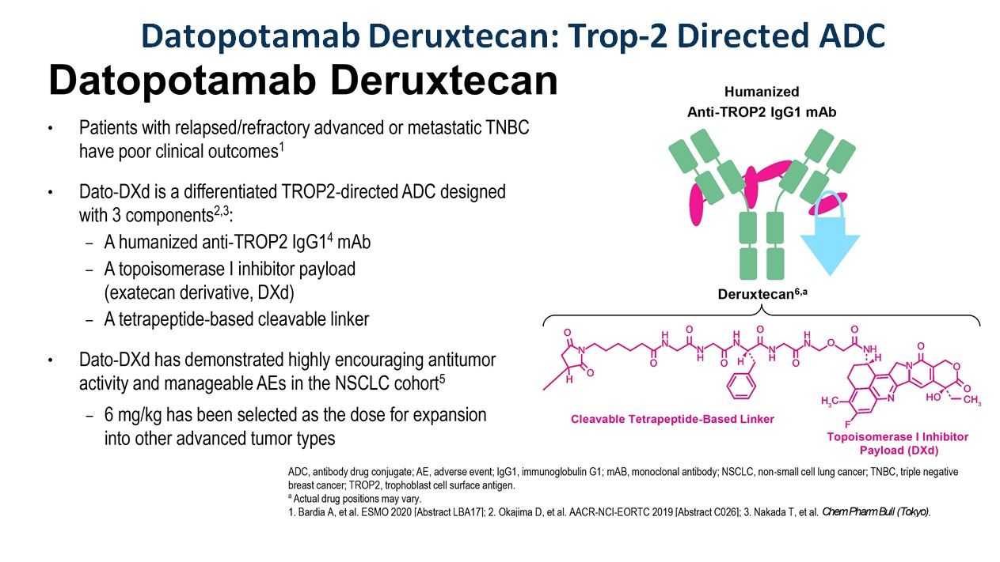 Datopotamab Deruxtecan: Trop-2 Directed ADC
Datopotamab Deruxtecan
• Patients with relapsed/refractory advanced or metastatic TNBC
have poor clinical outcomes1
• Dato-DXd is a differentiated TROP2-directed ADC designed
with 3 components2,3:
– A humanized anti-TROP2 IgG14 mAb
– A topoisomerase I inhibitor payload
(exatecan derivative, DXd)
– A tetrapeptide-based cleavable linker
• Dato-DXd has demonstrated highly encouraging antitumor
activity and manageable AEs in the NSCLC cohort5
– 6 mg/kg has been selected as the dose for expansion
into other advanced tumor types
Humanized
Anti-TROP2 IgG1 mAb
Deruxtecan6,a
O
N
O
H
O
H
N
O
N
H
O
H
N
H
O
N
H
O
H
N
O
O
NH
H
O
N
O
O
N
HO
CH3
H3C
F
Cleavable Tetrapeptide-Based Linker
Topoisomerase I Inhibitor
Payload (DXd)
ADC, antibody drug conjugate; AE, adverse event; IgG1, immunoglobulin G1; mAB, monoclonal antibody; NSCLC, non-small cell lung cancer; TNBC, triple negative
breast cancer; TROP2, trophoblast cell surface antigen.
a Actual drug positions may vary.
1. Bardia A, et al. ESMO 2020 [Abstract LBA17]; 2. Okajima D, et al. AACR-NCI-EORTC 2019 [Abstract C026]; 3. Nakada T, et al. Chem Pharm Bull (Tokyo).